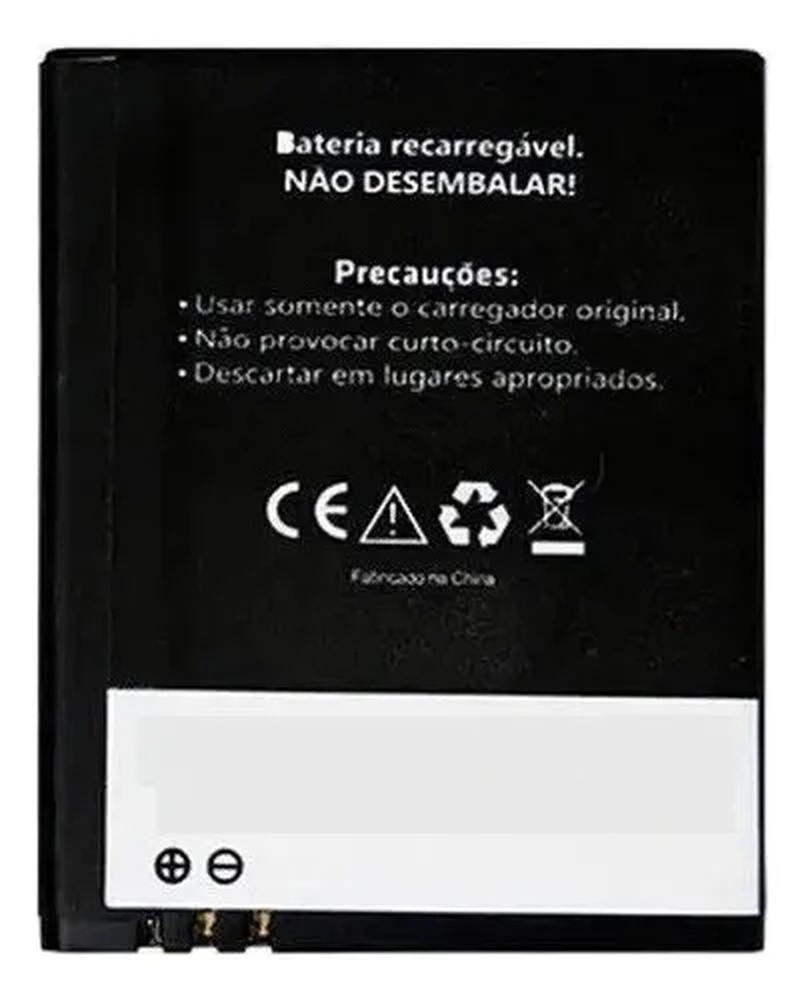 Bateria recarregável.
NÃO DESEMBALAR!
Precauções:
• Usar somente o carregador original.
• Não provocar curto-circuito.
• Descartar em lugares apropriados.
CE
Fabricado na China